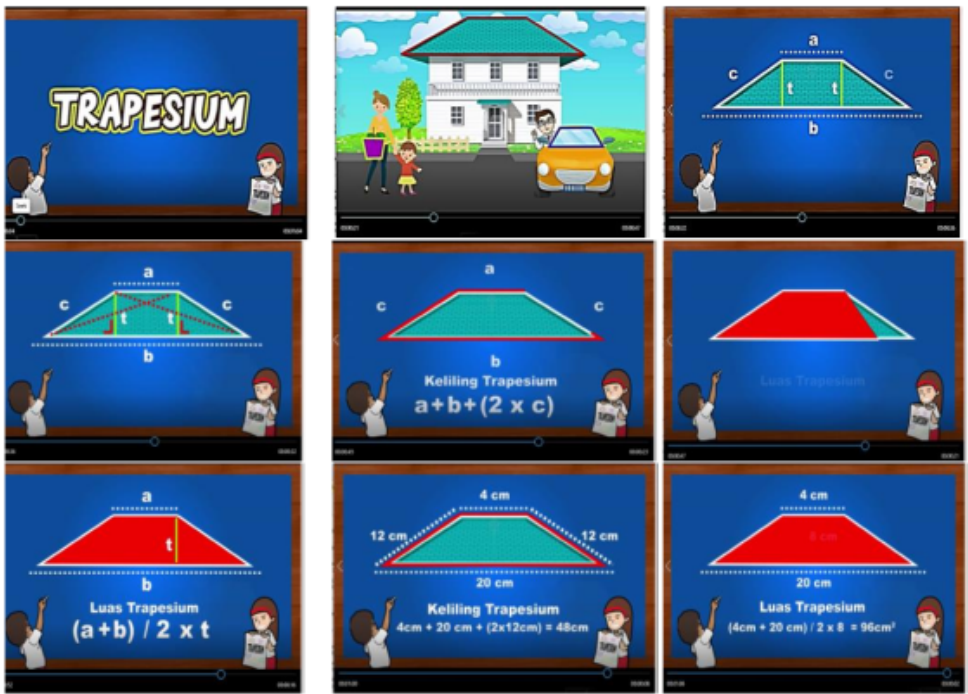 TRAPESIUM
a
c
c
t
t
b
a
c
c
t
t
b
a
c
c
b
Keliling Trapesium
a+b+(2 x c)
Luas Trapesium
a
t
b
Luas Trapesium
(a+b) / 2 x t
4 cm
12 cm
12 cm
20 cm
Keliling Trapesium
4cm + 20 cm + (2x12cm) = 48cm
4 cm
8 cm
20 cm
Luas Trapesium
(4cm + 20 cm) / 2 x 8 = 96cm²